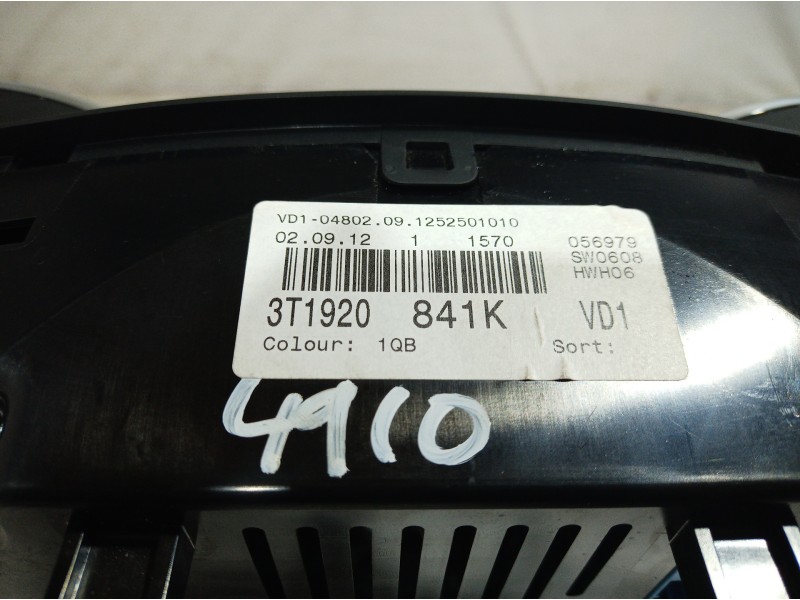 VD1-04802.09.1252501010
02.09.12 1 1570 056979
SW0608
HWH06
3T1920 841K VD1
Colour: 1QB Sort:
4910